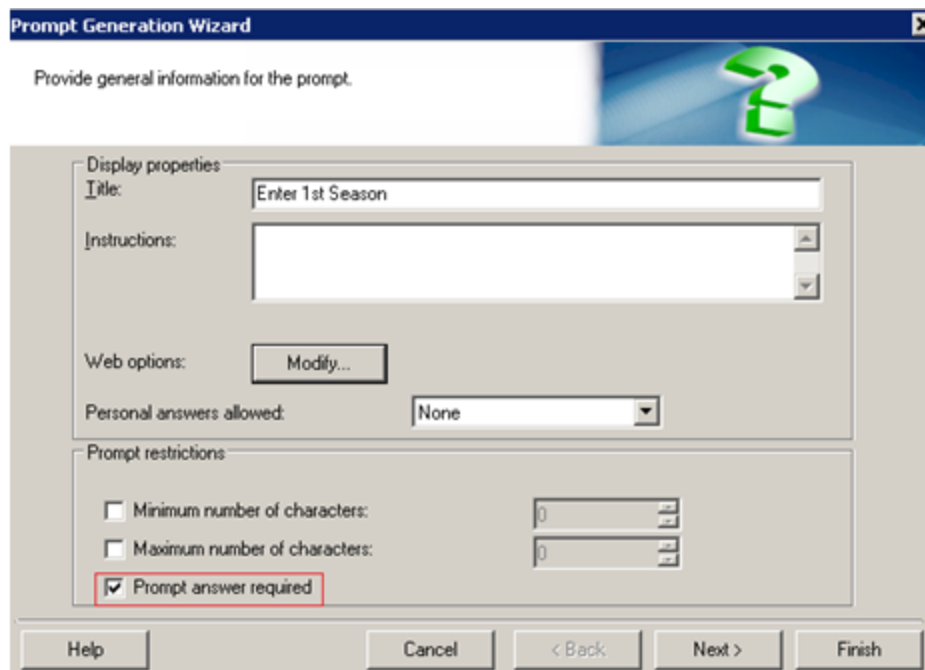 Prompt Generation Wizard
Provide general information for the prompt.
Display properties
Title:
Enter 1st Season
Instructions:
Web options:
Modify...
Personal answers allowed:
None
Prompt restrictions
Minimum number of characters:
0
Maximum number of characters:
0
Prompt answer required
Help
Cancel
< Back
Next >
Finish